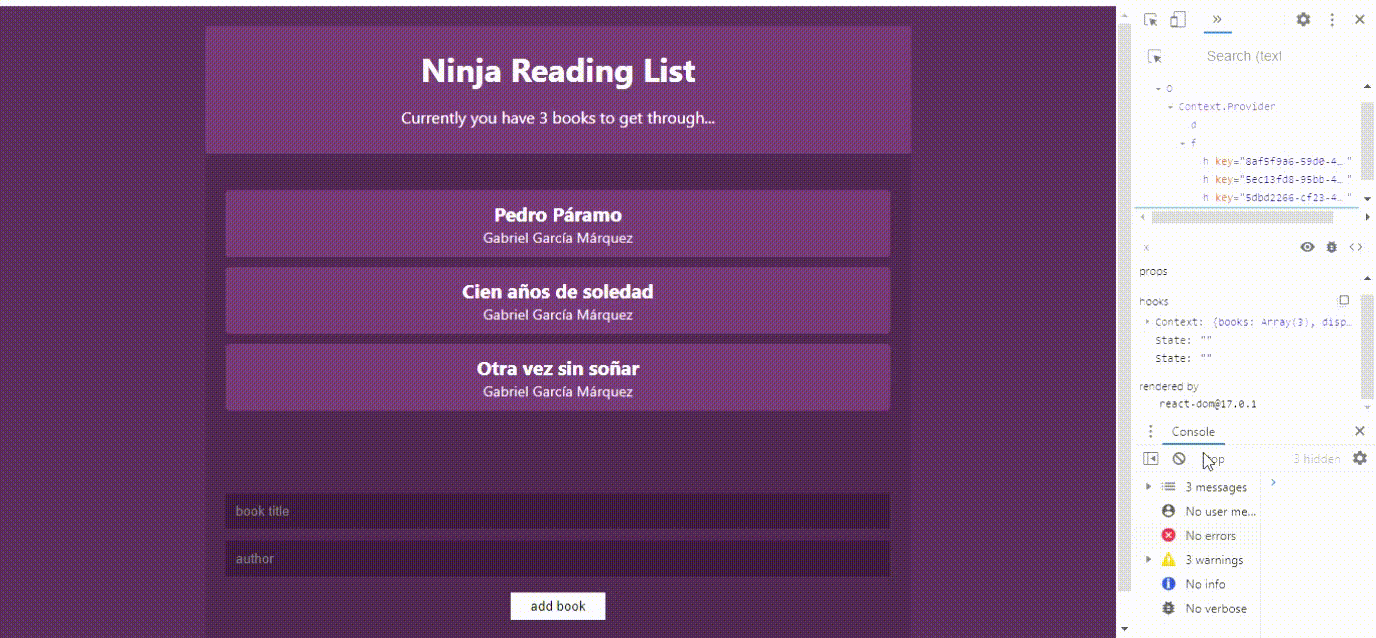 Ninja Reading List
Currently you have 3 books to get through...
Pedro Páramo
Gabriel García Márquez
Cien años de soledad
Gabriel García Márquez
Otra vez sin soñar
Gabriel García Márquez
book title
author
add book
Search (text
O
Context.Provider
d
f
h key="8af5f9a6-59d0-4…"
h key="5ec13fd8-95bb-4…"
h key="5dbd2266-cf23-4…"
x
props
hooks
Context: {books: Array(3), disp…
State: ""
State: ""
rendered by
react-dom@17.0.1
Console
3 hidden
3 messages
No user me...
No errors
3 warnings
No info
No verbose